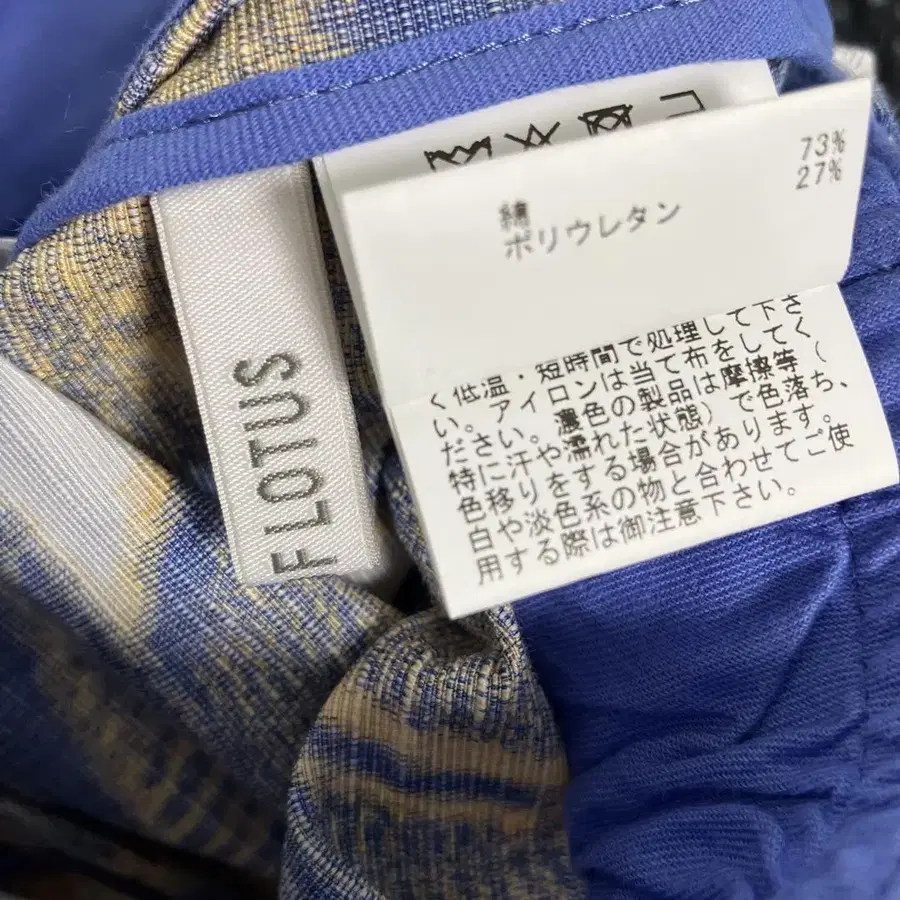 綿 73%
ポリウレタン 27%
く低温・短時間で処理して下さ
い。アイロンは当て布をしてく
ださい。濃色の製品は摩擦等(
特に汗や濡れた状態)で色落ち、
色移りをする場合があります。
白や淡色系の物と合わせてご使
用する際は御注意下さい。
FLOTUS